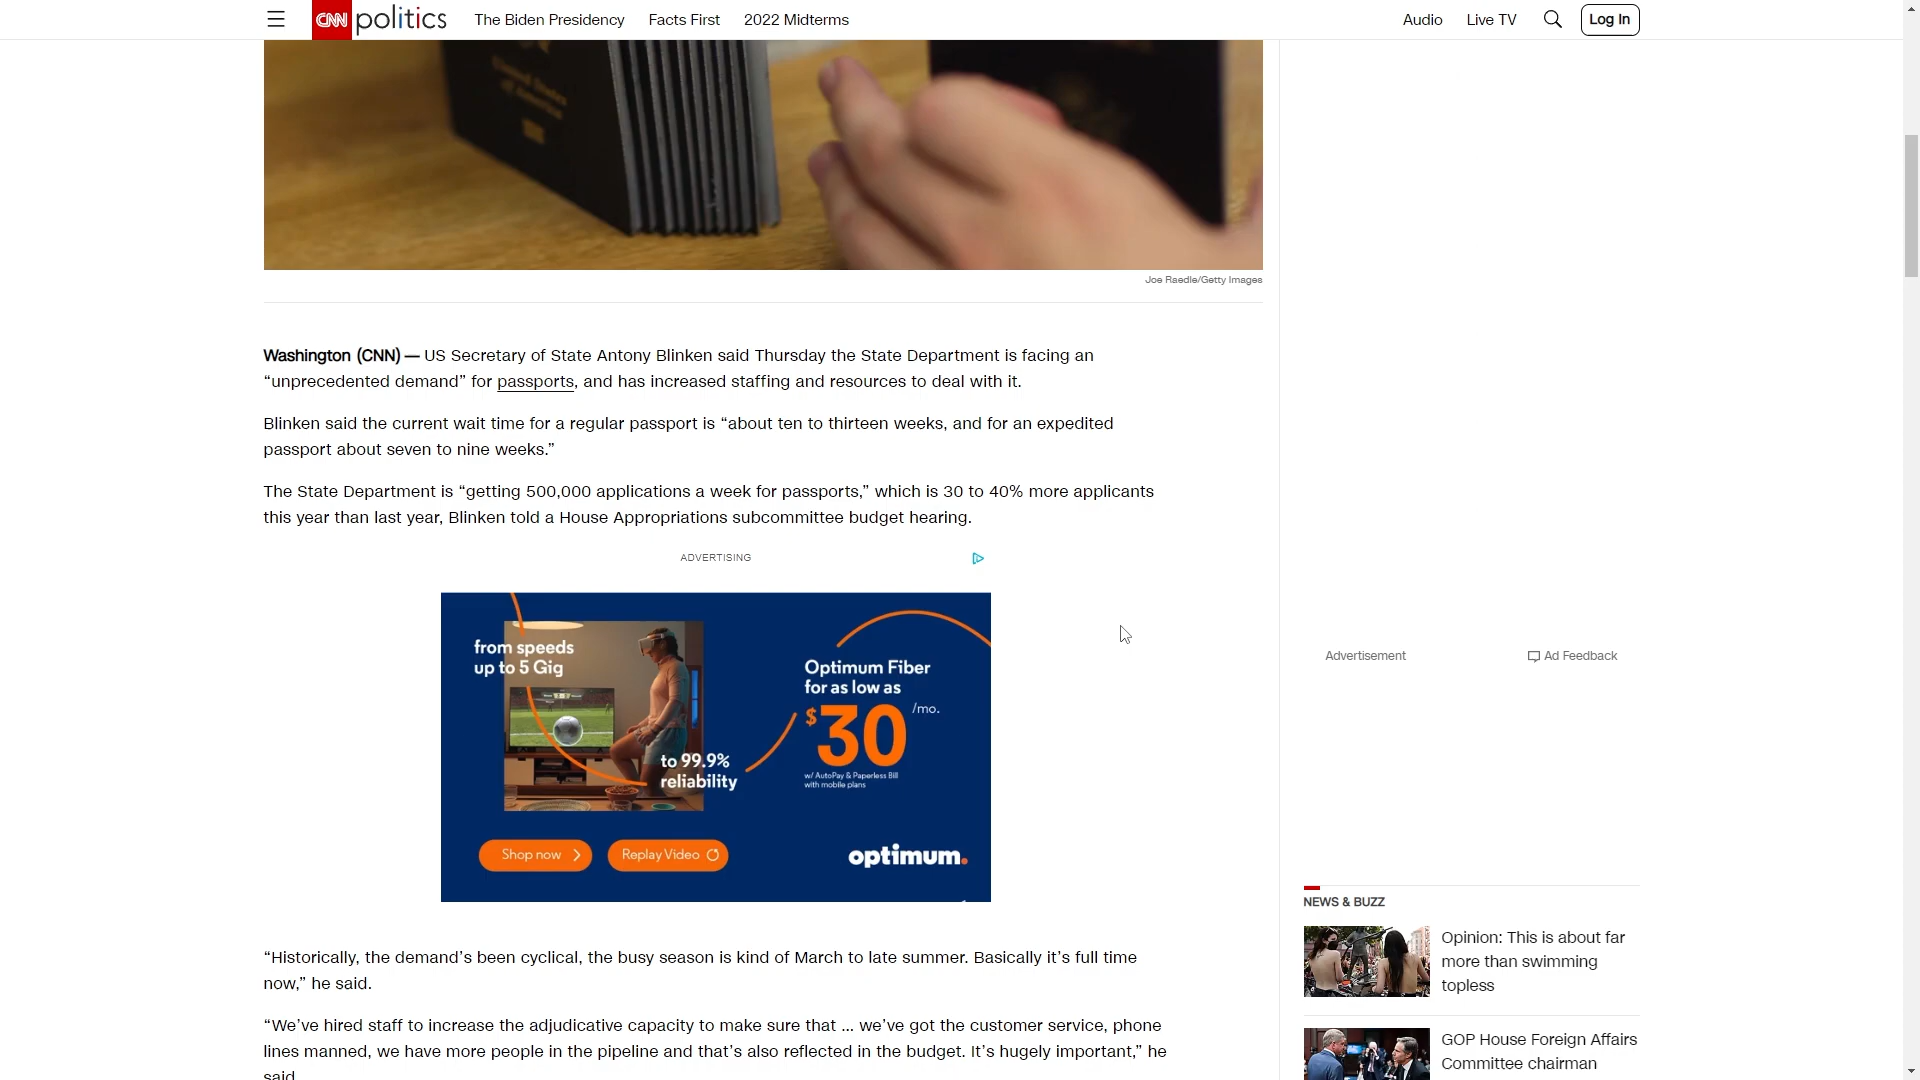 CNN politics The Biden Presidency Facts First 2022 Midterms Audio Live TV Log In
United States
of America
Joe Raedle/Getty Images
Washington (CNN) — US Secretary of State Antony Blinken said Thursday the State Department is facing an
“unprecedented demand” for passports, and has increased staffing and resources to deal with it.
Blinken said the current wait time for a regular passport is “about ten to thirteen weeks, and for an expedited
passport about seven to nine weeks.”
The State Department is “getting 500,000 applications a week for passports,” which is 30 to 40% more applicants
this year than last year, Blinken told a House Appropriations subcommittee budget hearing.
ADVERTISING
from speeds
up to 5 Gig
to 99.9%
reliability
Optimum Fiber
for as low as
$30 /mo.
w/ AutoPay & Paperless Bill
with mobile plans
Shop now
Replay Video
optimum.
“Historically, the demand’s been cyclical, the busy season is kind of March to late summer. Basically it’s full time
now,” he said.
“We’ve hired staff to increase the adjudicative capacity to make sure that ... we’ve got the customer service, phone
lines manned, we have more people in the pipeline and that’s also reflected in the budget. It’s hugely important,” he
said.
Advertisement
Ad Feedback
NEWS & BUZZ
Opinion: This is about far
more than swimming
topless
GOP House Foreign Affairs
Committee chairman